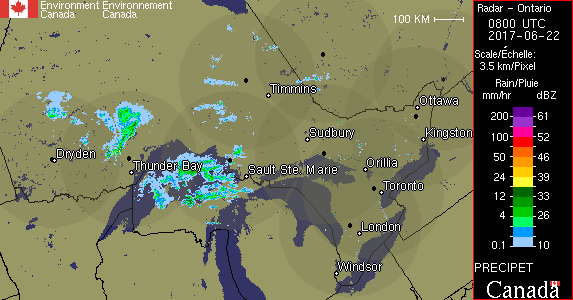 Environment Environnement
Canada Canada
100 KM
Timmins
Ottawa
Sudbury
Kingston
Dryden
Thunder Bay
Sault Ste. Marie
Orillia
Toronto
London
Windsor
Radar - Ontario
0800 UTC
2017-06-22
Scale/Échelle:
3.5 km/Pixel
Rain/Pluie
mm/hr dBZ
200 61
100 57
100 52
50 46
24 39
12 33
4 26
0.1 10
PRECIPET
Canada